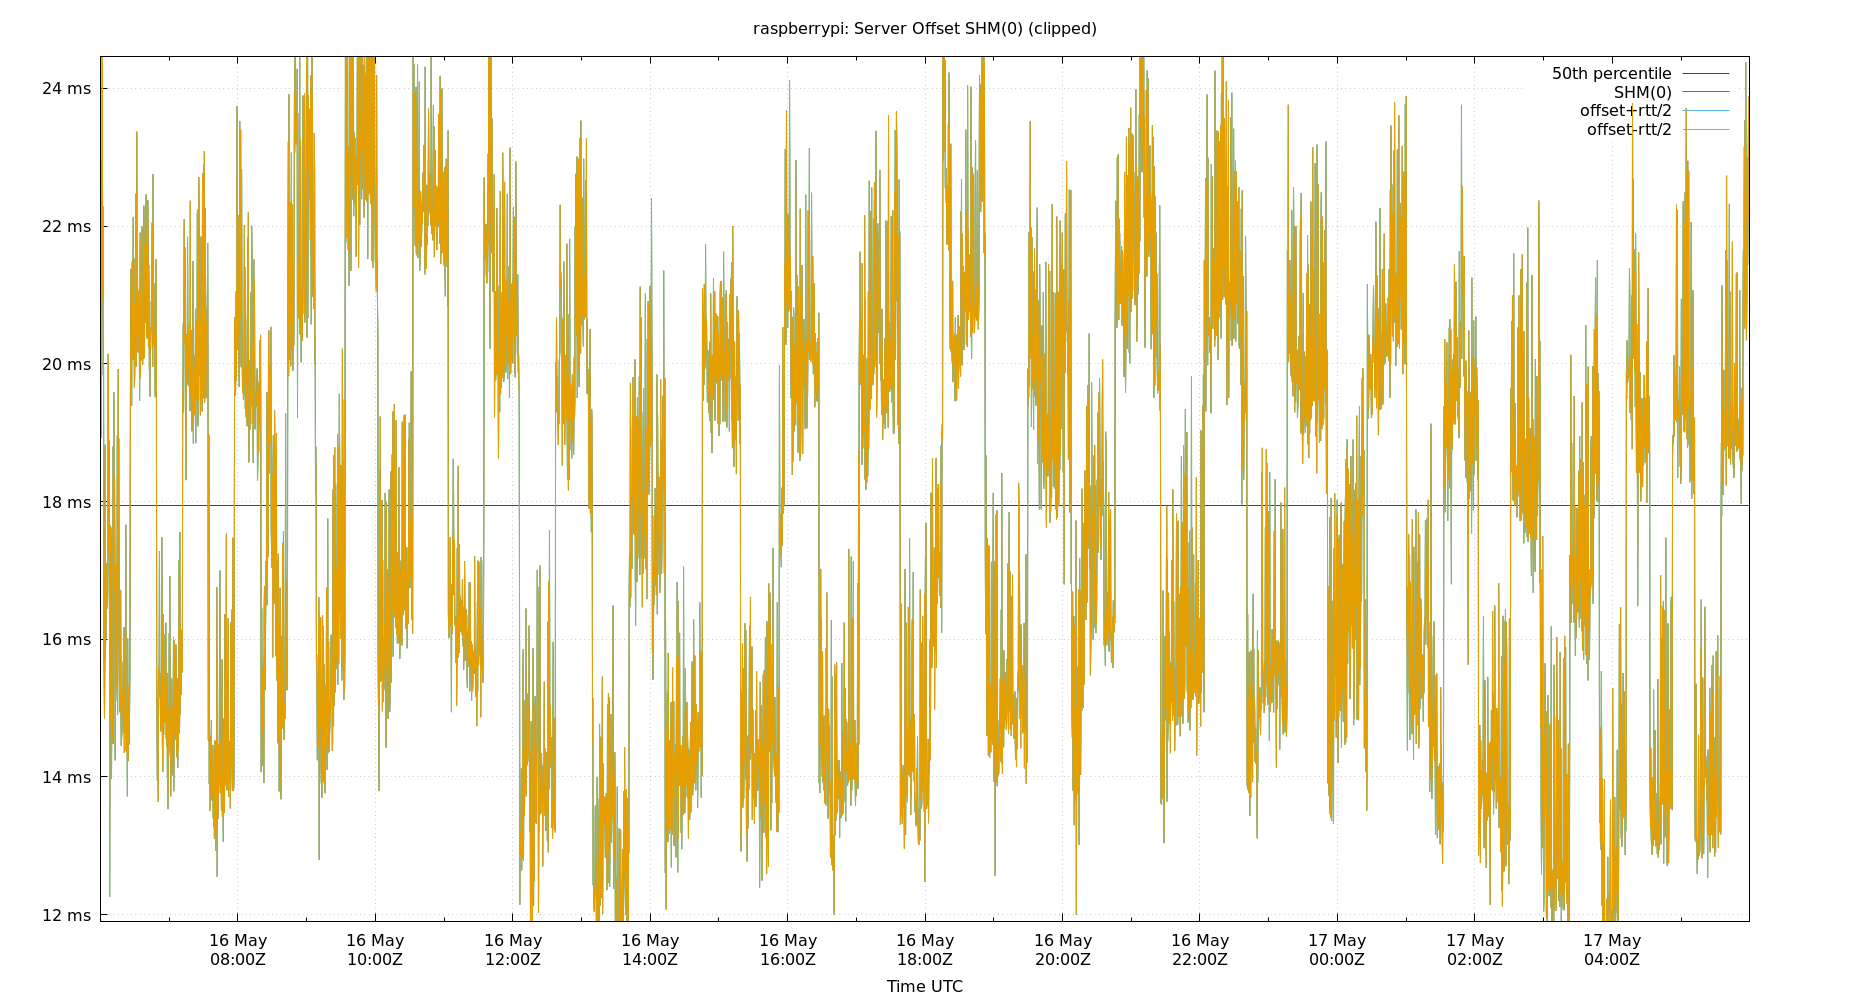 raspberrypi: Server Offset SHM(0) (clipped)
50th percentile
SHM(0)
offset+rtt/2
offset-rtt/2
24 ms
22 ms
20 ms
18 ms
16 ms
14 ms
12 ms
16 May 16 May 16 May 16 May 16 May 16 May 16 May 16 May 17 May 17 May 17 May
08:00Z 10:00Z 12:00Z 14:00Z 16:00Z 18:00Z 20:00Z 22:00Z 00:00Z 02:00Z 04:00Z
Time UTC